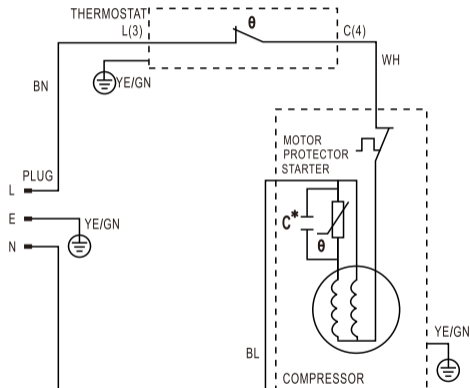 THERMOSTAT
L(3)
θ
C(4)
YE/GN
WH
BN
MOTOR
PROTECTOR
STARTER
PLUG
L
E
YE/GN
N
C*
θ
YE/GN
BL
COMPRESSOR